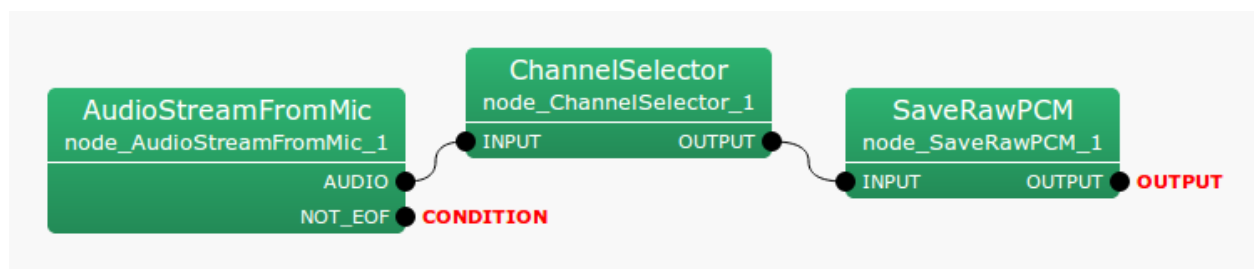 AudioStreamFromMic
node_AudioStreamFromMic_1
AUDIO
NOT_EOF CONDITION
ChannelSelector
node_ChannelSelector_1
INPUT OUTPUT
SaveRawPCM
node_SaveRawPCM_1
INPUT OUTPUT OUTPUT